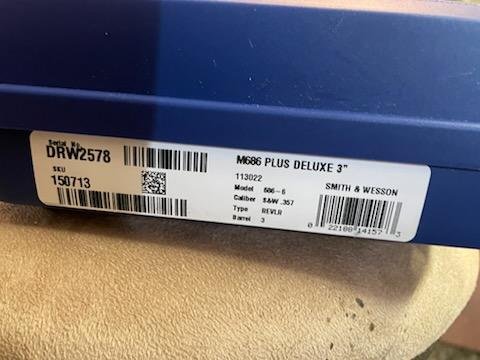 Serial No.
DRW2578
SKU
150713
M686 PLUS DELUXE 3"
113022
Model 686-6
Caliber S&W .357
Type REVLR
Barrel 3
SMITH & WESSON
0 22188 14157 3